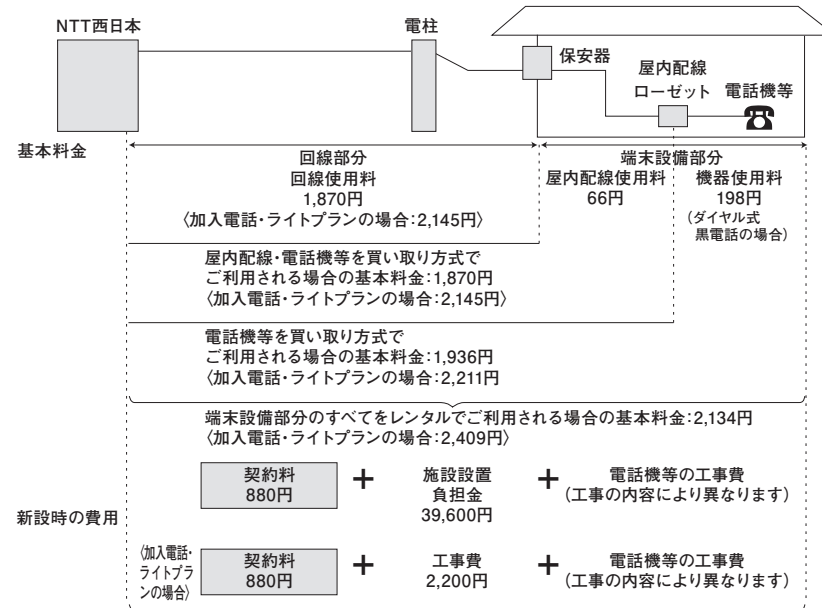 NTT西日本
電柱
保安器
屋内配線
ローゼット
電話機等
基本料金
回線部分
回線使用料
1,870円
〈加入電話・ライトプランの場合:2,145円〉
端末設備部分
屋内配線使用料
66円
機器使用料
198円
(ダイヤル式
黒電話の場合)
屋内配線・電話機等を買い取り方式で
ご利用される場合の基本料金:1,870円
〈加入電話・ライトプランの場合:2,145円〉
電話機等を買い取り方式で
ご利用される場合の基本料金:1,936円
〈加入電話・ライトプランの場合:2,211円
端末設備部分のすべてをレンタルでご利用される場合の基本料金:2,134円
〈加入電話・ライトプランの場合:2,409円〉
新設時の費用
契約料
880円
+
施設設置
負担金
39,600円
+
電話機等の工事費
(工事の内容により異なります)
〈加入電話・
ライトプラ
ンの場合〉
契約料
880円
+
工事費
2,200円
+
電話機等の工事費
(工事の内容により異なります)